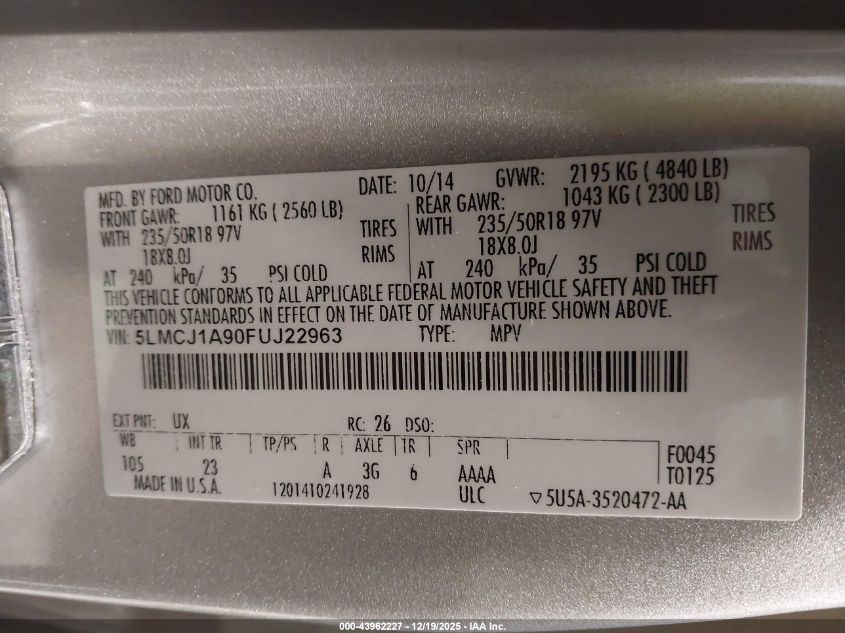 MFD. BY FORD MOTOR CO. DATE: 10/14 GVWR: 2195 KG ( 4840 LB)
FRONT GAWR: 1161 KG ( 2560 LB) REAR GAWR: 1043 KG ( 2300 LB)
WITH 235/50R18 97V TIRES WITH 235/50R18 97V TIRES
18X8.0J RIMS 18X8.0J RIMS
AT 240 kPa/ 35 PSI COLD AT 240 kPa/ 35 PSI COLD
THIS VEHICLE CONFORMS TO ALL APPLICABLE FEDERAL MOTOR VEHICLE SAFETY AND THEFT
PREVENTION STANDARDS IN EFFECT ON THE DATE OF MANUFACTURE SHOWN ABOVE.
VIN: 5LMCJ1A90FUJ22963 TYPE: MPV
EXT PNT: UX RC: 26 DSO:
WB INT TR TP/PS R AXLE TR SPR F0045
105 23 A 3G 6 AAAA T0125
MADE IN U.S.A. 1201410241928 ULC ▽5U5A-3520472-AA
000-43962227 - 12/19/2025 - IAA Inc.